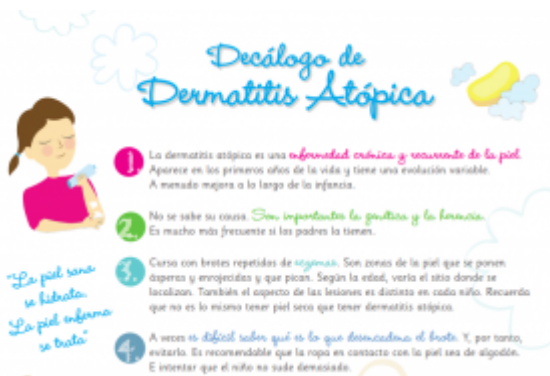 Decálogo de
Dermatitis Atópica
1. La dermatitis atópica es una enfermedad crónica y recurrente de la piel.
Aparece en los primeros años de la vida y tiene una evolución variable.
A menudo mejora a lo largo de la infancia.
2. No se sabe su causa. Son importantes la genética y la herencia.
Es mucho más frecuente si los padres la tienen.
3. Cursa con brotes repetidos de eczemas. Son zonas de la piel que se ponen
ásperas y enrojecidas y que pican. Según la edad, varía el sitio donde se
localizan. También el aspecto de las lesiones es distinto en cada niño. Recuerda
que no es lo mismo tener piel seca que tener dermatitis atópica.
"La piel sana
se hidrata.
La piel enferma
se trata"
4. A veces es difícil saber qué es lo que desencadena el brote. Y, por tanto,
evitarlo. Es recomendable que la ropa en contacto con la piel sea de algodón.
E intentar que el niño no sude demasiado.